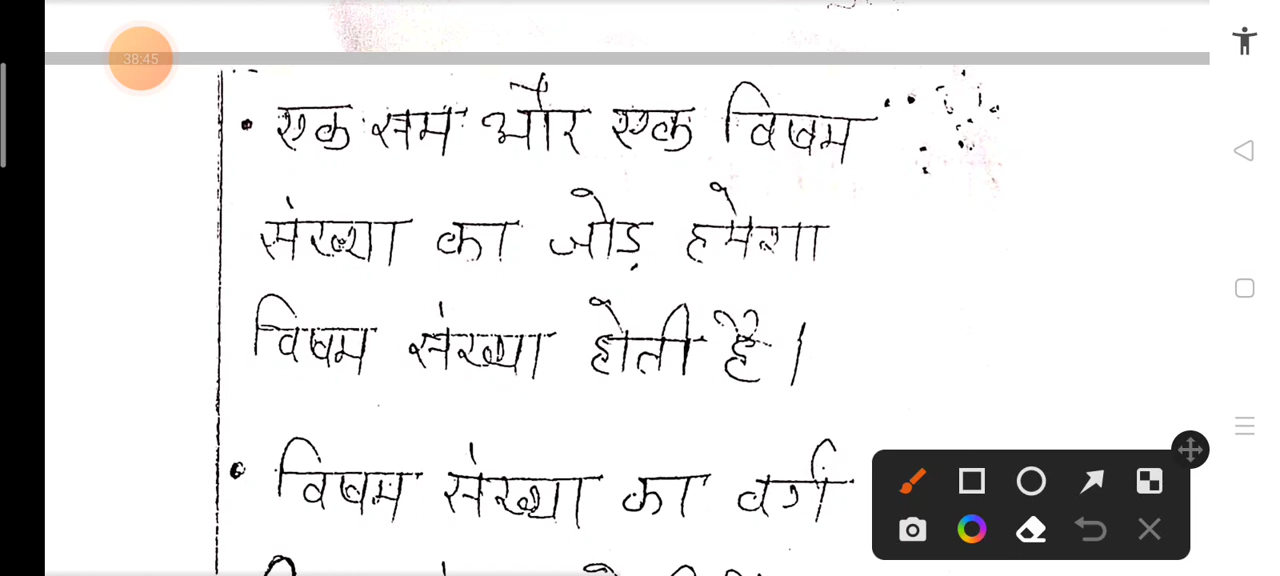 38:45
• एक सम और एक विषम
संख्या का जोड़ हमेशा
विषम संख्या होती है।
• विषम संख्या का वर्ग